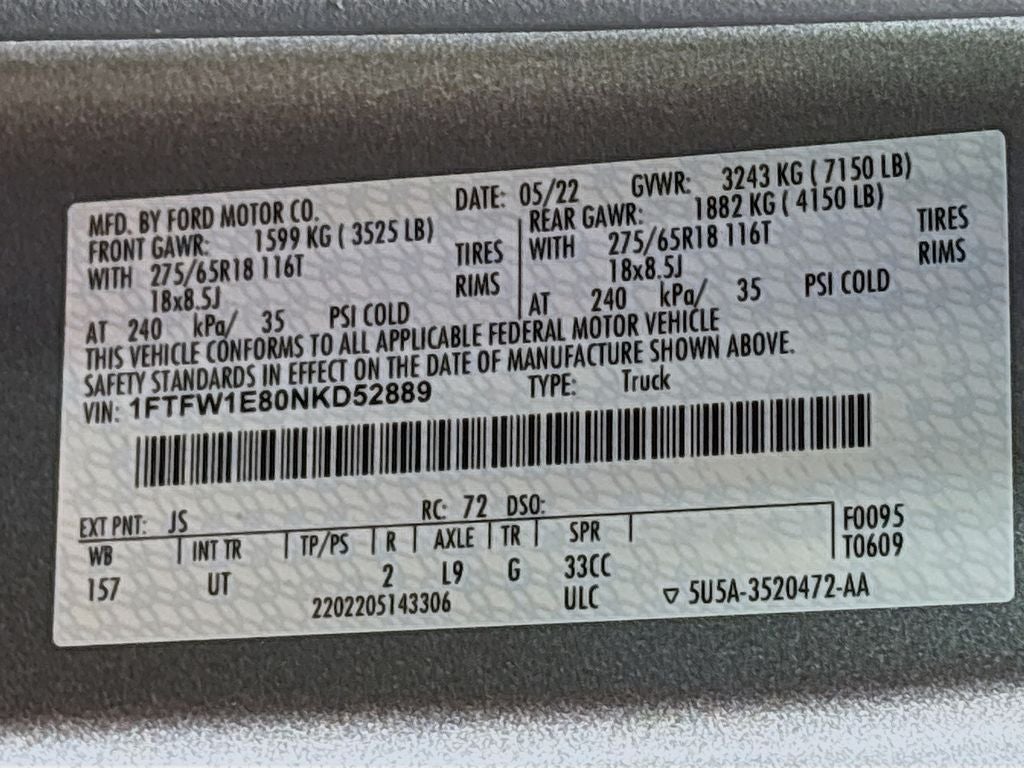 MFD. BY FORD MOTOR CO. DATE: 05/22 GVWR: 3243 KG ( 7150 LB)
FRONT GAWR: 1599 KG ( 3525 LB) REAR GAWR: 1882 KG ( 4150 LB)
WITH 275/65R18 116T TIRES WITH 275/65R18 116T TIRES
18x8.5J RIMS 18x8.5J RIMS
AT 240 kPa/ 35 PSI COLD AT 240 kPa/ 35 PSI COLD
THIS VEHICLE CONFORMS TO ALL APPLICABLE FEDERAL MOTOR VEHICLE
SAFETY STANDARDS IN EFFECT ON THE DATE OF MANUFACTURE SHOWN ABOVE.
VIN: 1FTFW1E80NKD52889 TYPE: Truck
EXT PNT: JS RC: 72 DSO:
WB INT TR TP/PS R AXLE TR SPR F0095
157 UT 2 L9 G 33CC T0609
2202205143306 ULC ▽ 5U5A-3520472-AA